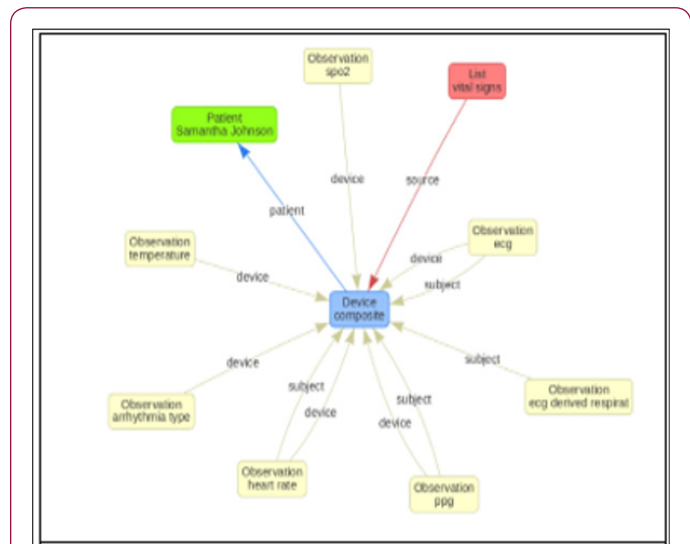 Observation
spo2
List
vital signs
Patient
Samantha Johnson
device
source
patient
Observation
ecg
Observation
temperature
device
device
subject
Device
composite
device
subject
Observation
ecg derived respirat
subject
device
subject
device
Observation
arrhythmia type
Observation
heart rate
Observation
ppg